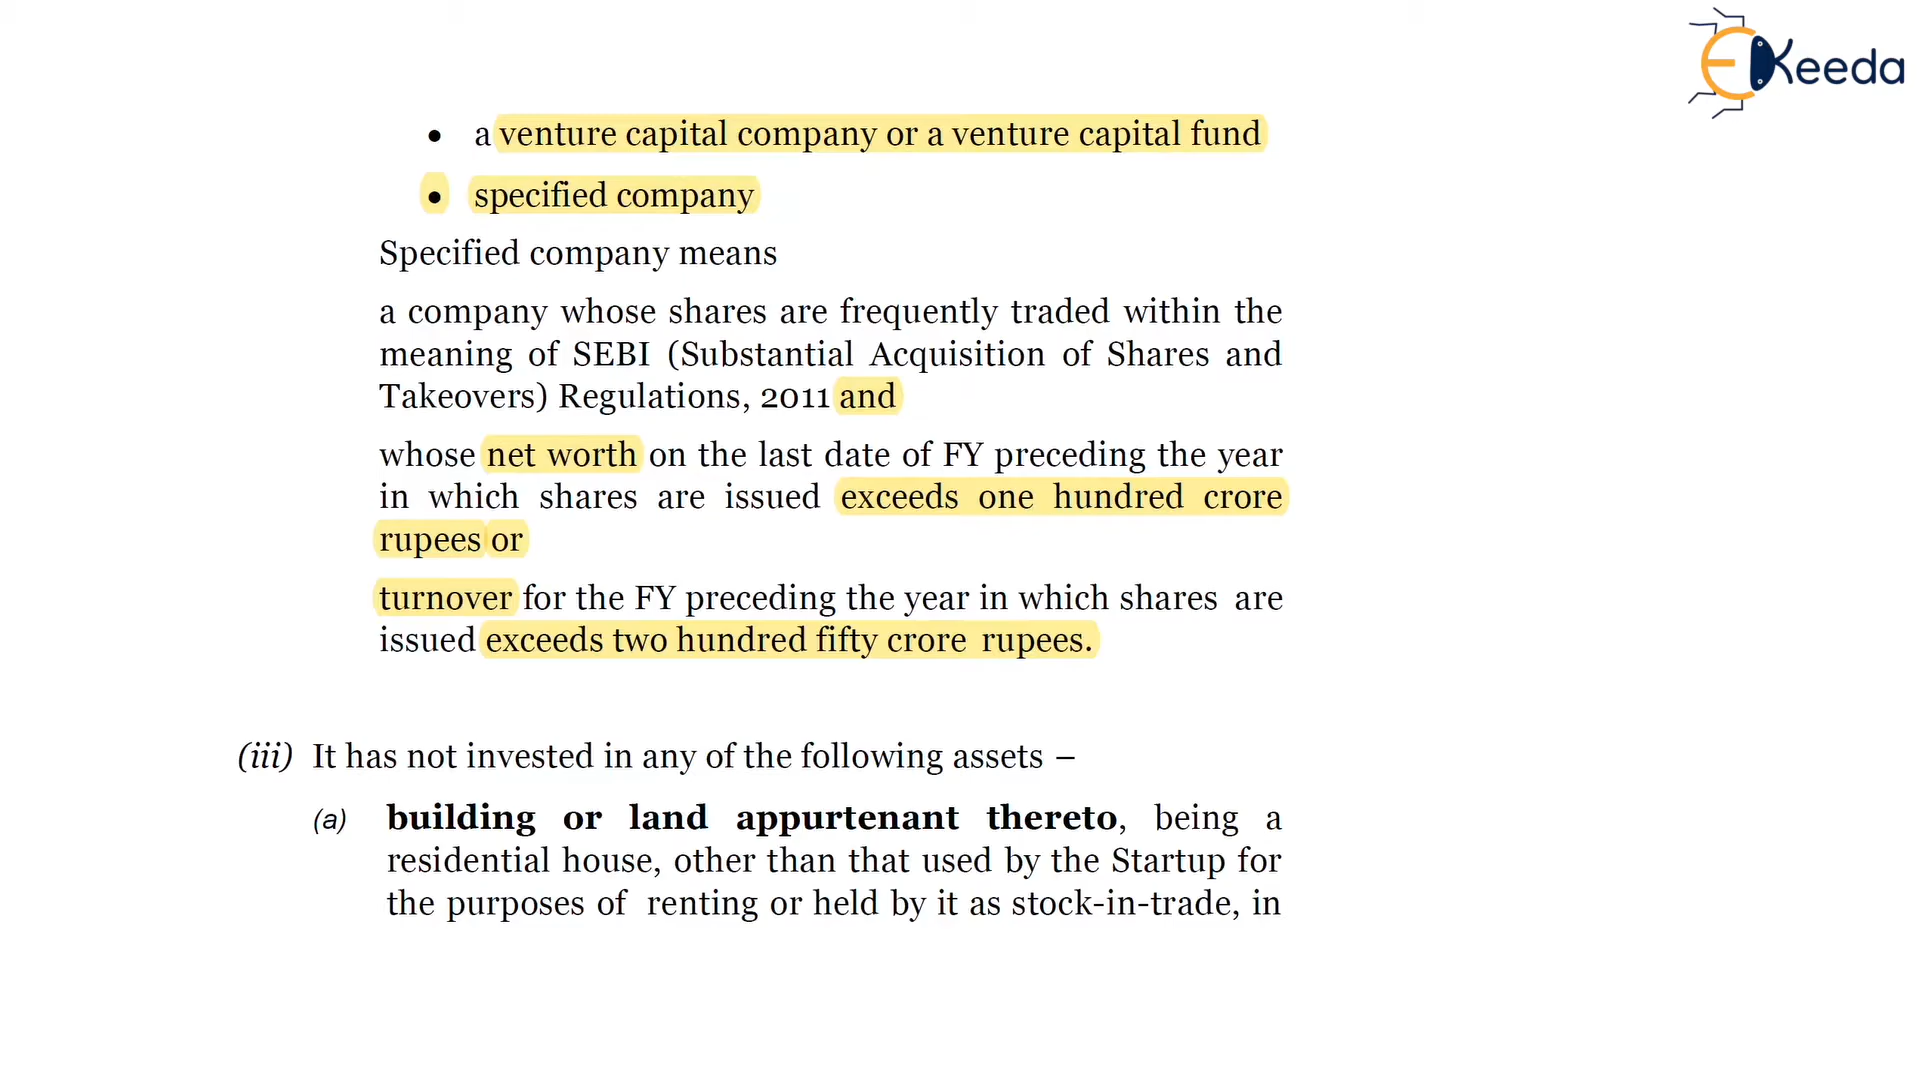 EKeeda
• a venture capital company or a venture capital fund
• specified company
Specified company means
a company whose shares are frequently traded within the
meaning of SEBI (Substantial Acquisition of Shares and
Takeovers) Regulations, 2011 and
whose net worth on the last date of FY preceding the year
in which shares are issued exceeds one hundred crore
rupees or
turnover for the FY preceding the year in which shares are
issued exceeds two hundred fifty crore rupees.
(iii) It has not invested in any of the following assets –
(a) building or land appurtenant thereto, being a
residential house, other than that used by the Startup for
the purposes of renting or held by it as stock-in-trade, in